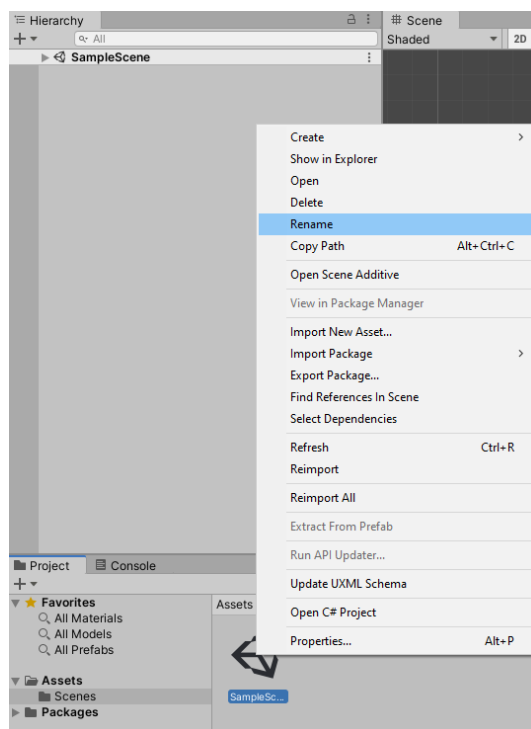 Hierarchy
All
SampleScene
Scene
Shaded
2D
Create
Show in Explorer
Open
Delete
Rename
Copy Path Alt+Ctrl+C
Open Scene Additive
View in Package Manager
Import New Asset...
Import Package
Export Package...
Find References In Scene
Select Dependencies
Refresh Ctrl+R
Reimport
Reimport All
Extract From Prefab
Run API Updater...
Update UXML Schema
Open C# Project
Properties... Alt+P
Project
Console
Favorites
All Materials
All Models
All Prefabs
Assets
Scenes
Packages
Assets
SampleSc...